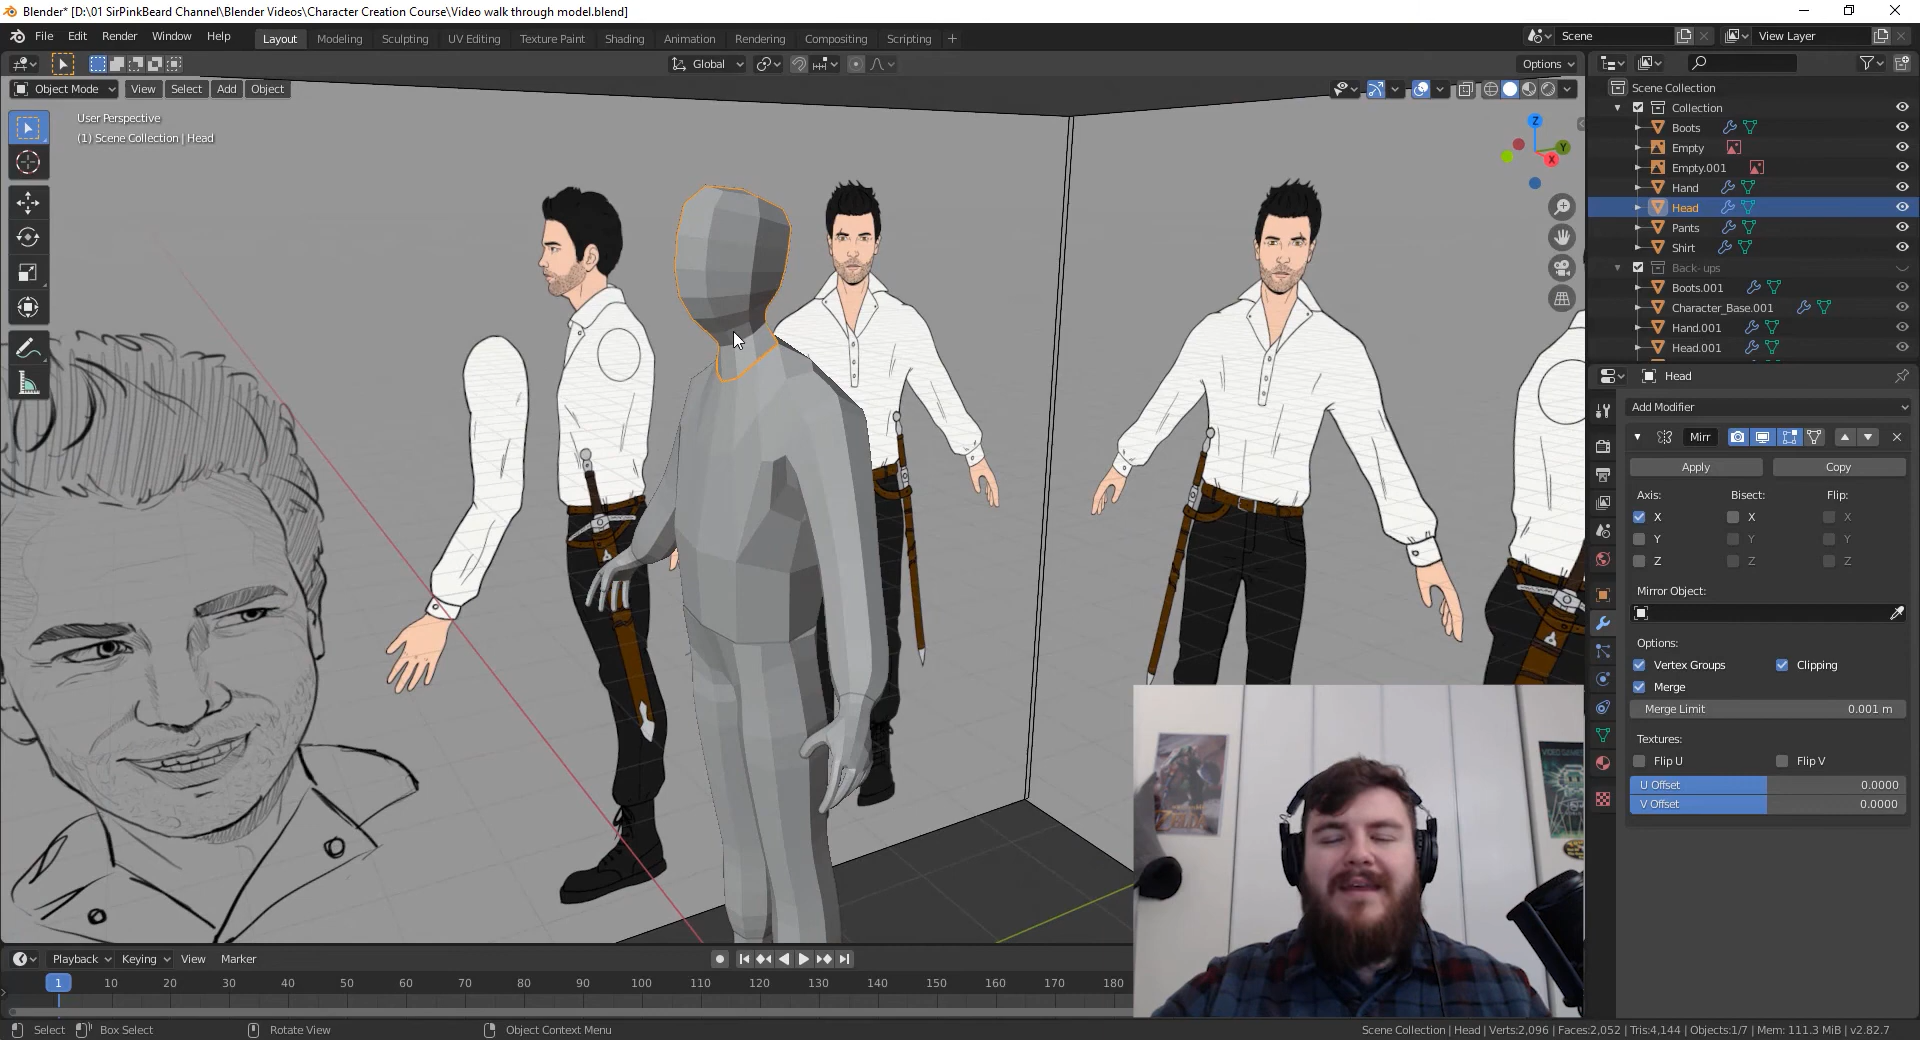 Blender* [D:\01 SirPinkBeard Channel\Blender Videos\Character Creation Course\Video walk through model.blend]
File Edit Render Window Help Layout Modeling Sculpting UV Editing Texture Paint Shading Animation Rendering Compositing Scripting + Scene View Layer
Global Options
Object Mode View Select Add Object
User Perspective
(1) Scene Collection | Head
Z
Y
X
Scene Collection
Collection
Boots
Empty
Empty.001
Hand
Head
Pants
Shirt
Back- ups
Boots.001
Character_Base.001
Hand.001
Head.001
Head
Add Modifier
Mirr
Apply Copy
Axis: Bisect: Flip:
X X X
Y Y Y
Z Z Z
Mirror Object:
Options:
Vertex Groups Clipping
Merge
Merge Limit 0.001 m
Textures:
Flip U Flip V
U Offset 0.0000
V Offset 0.0000
ZELDA
VIDEO GAMES
Playback Keying View Marker
1 10 20 30 40 50 60 70 80 90 100 110 120 130 140 150 160 170 180
Select Box Select Rotate View Object Context Menu Scene Collection | Head | Verts:2,096 | Faces:2,052 | Tris:4,144 | Objects:1/7 | Mem: 111.3 MiB | v2.82.7